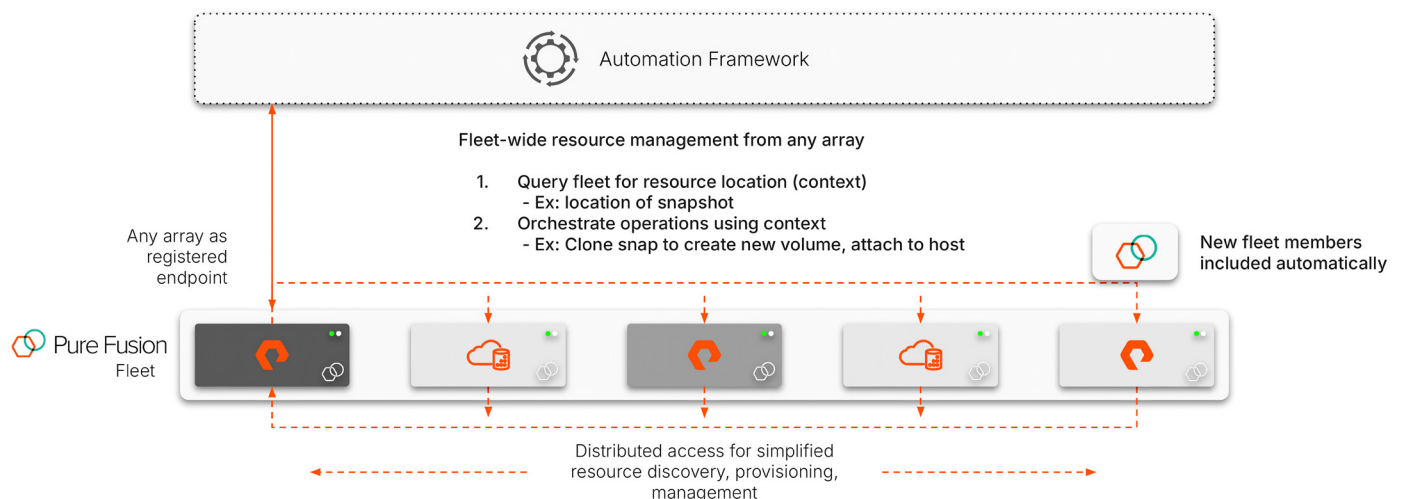 Automation Framework
Fleet-wide resource management from any array
1. Query fleet for resource location (context)
- Ex: location of snapshot
2. Orchestrate operations using context
- Ex: Clone snap to create new volume, attach to host
Any array as
registered
endpoint
New fleet members
included automatically
Pure Fusion
Fleet
Distributed access for simplified
resource discovery, provisioning,
management